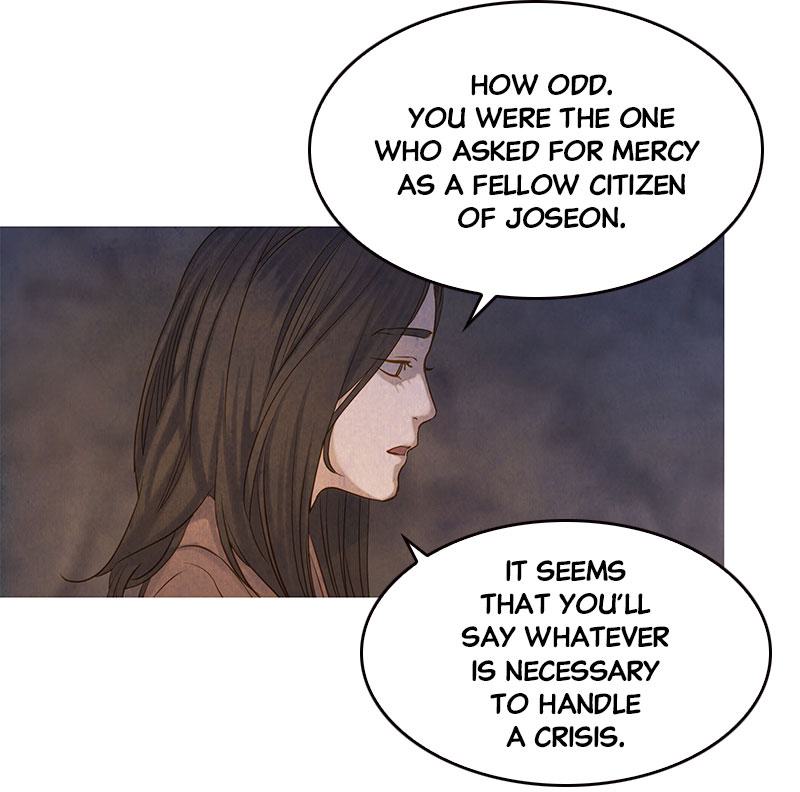 HOW ODD.
YOU WERE THE ONE
WHO ASKED FOR MERCY
AS A FELLOW CITIZEN
OF JOSEON.
IT SEEMS
THAT YOU'LL
SAY WHATEVER
IS NECESSARY
TO HANDLE
A CRISIS.